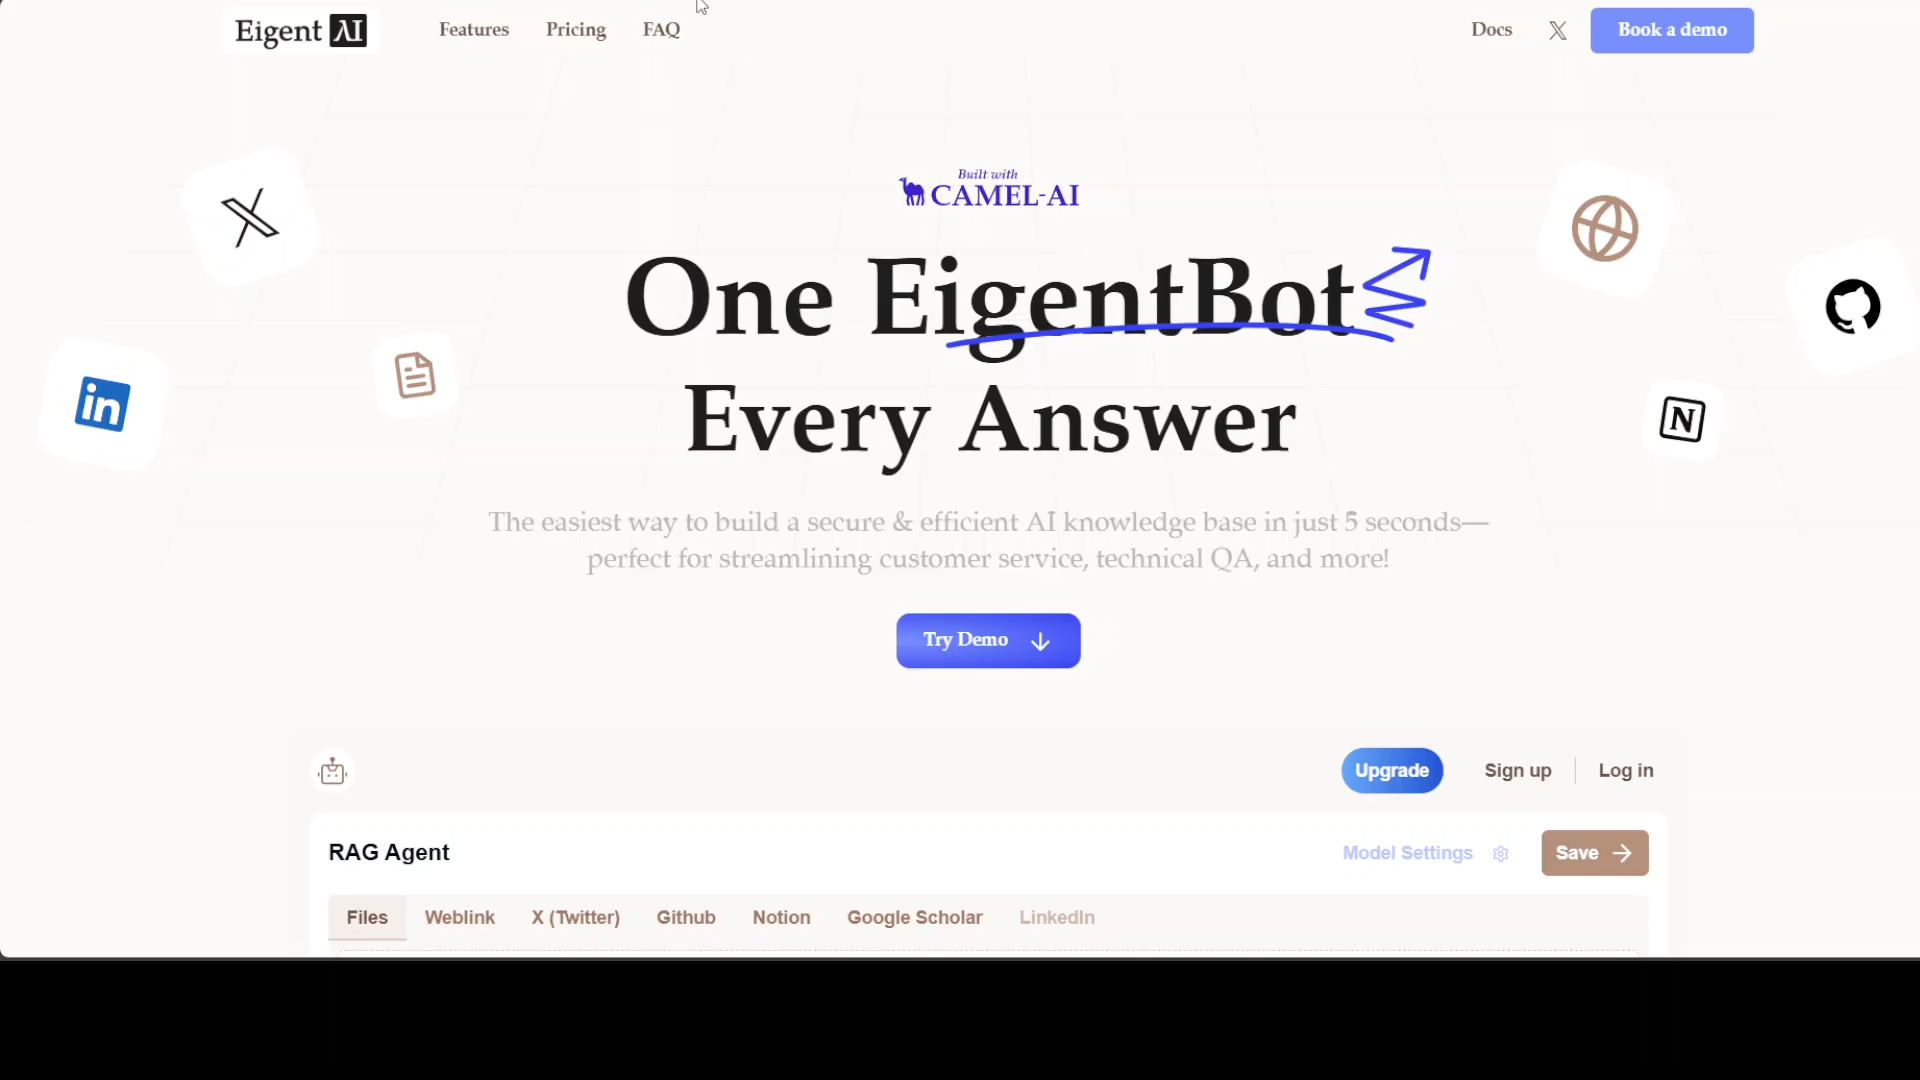 Eigent AI
Features Pricing FAQ
Docs
Book a demo
Built with
CAMEL-AI
One EigentBot
Every Answer
The easiest way to build a secure & efficient AI knowledge base in just 5 seconds—
perfect for streamlining customer service, technical QA, and more!
Try Demo
Upgrade Sign up Log in
RAG Agent
Model Settings
Save
Files Weblink X (Twitter) Github Notion Google Scholar LinkedIn